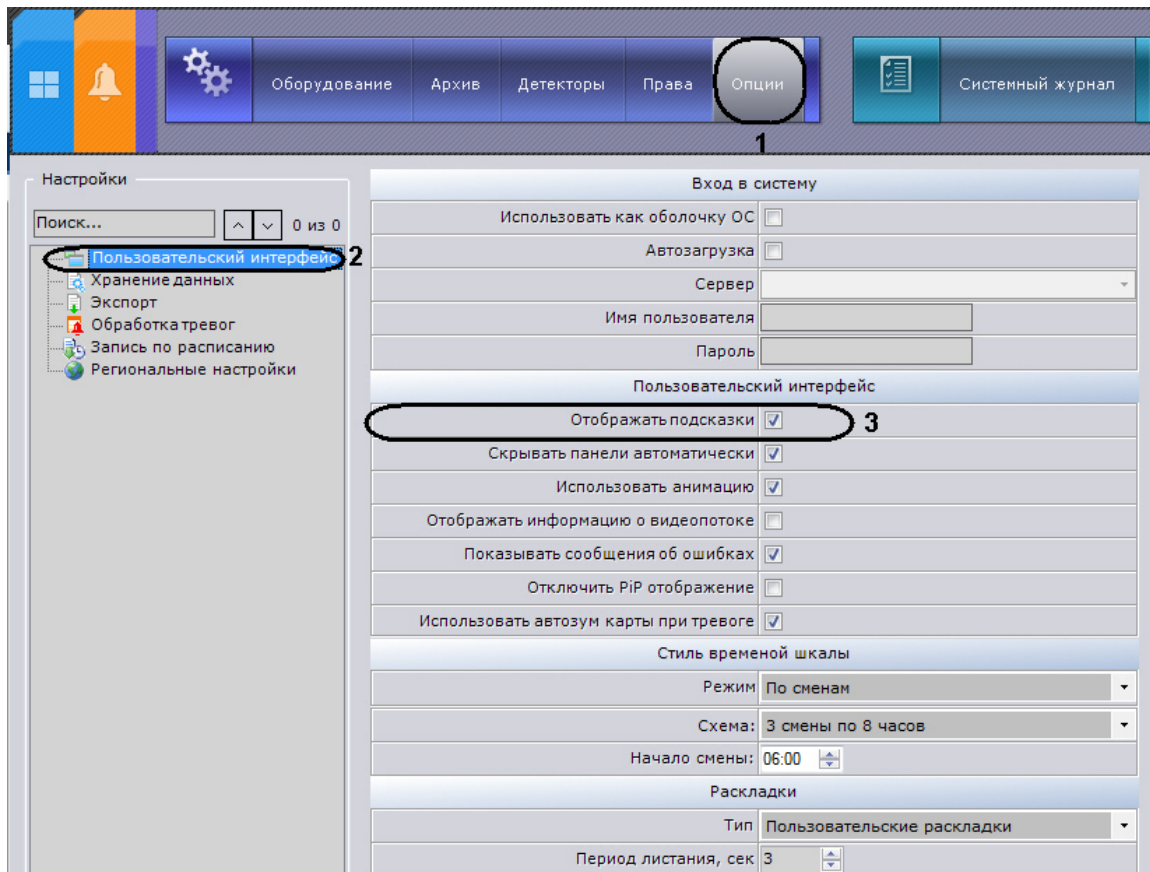 Оборудование Архив Детекторы Права Опции Системный журнал
1
Настройки
Поиск... 0 из 0
Пользовательский интерфейс 2
Хранение данных
Экспорт
Обработка тревог
Запись по расписанию
Региональные настройки
Вход в систему
Использовать как оболочку ОС
Автозагрузка
Сервер
Имя пользователя
Пароль
Пользовательский интерфейс
Отображать подсказки 3
Скрывать панели автоматически
Использовать анимацию
Отображать информацию о видеопотоке
Показывать сообщения об ошибках
Отключить PiP отображение
Использовать автозум карты при тревоге
Стиль временой шкалы
Режим По сменам
Схема: 3 смены по 8 часов
Начало смены: 06:00
Раскладки
Тип Пользовательские раскладки
Период листания, сек 3